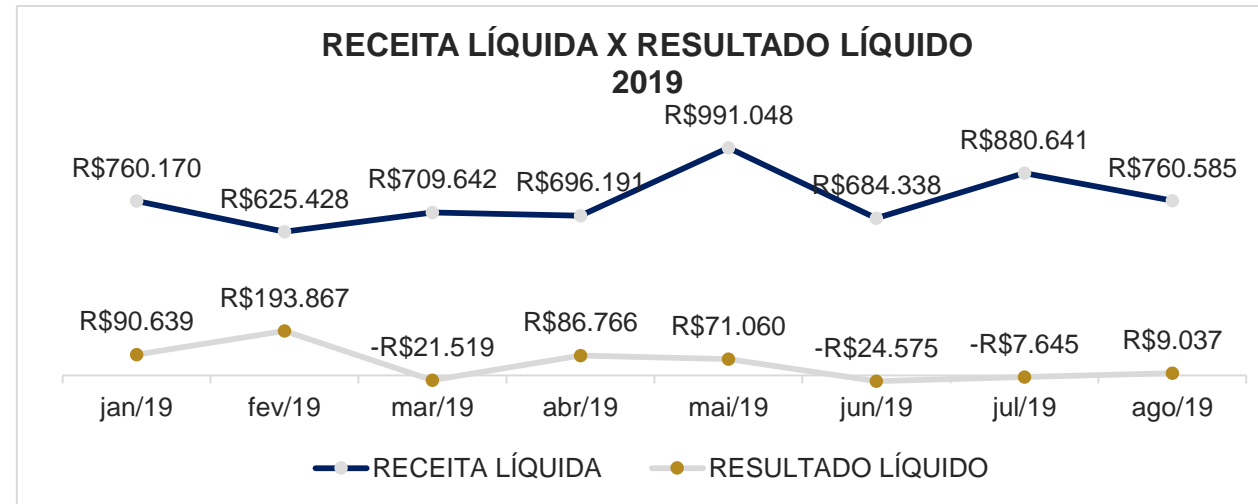 RECEITA LÍQUIDA X RESULTADO LÍQUIDO
2019
R$760.170
R$625.428
R$709.642
R$696.191
R$991.048
R$684.338
R$880.641
R$760.585
R$90.639
R$193.867
-R$21.519
R$86.766
R$71.060
-R$24.575
-R$7.645
R$9.037
jan/19 fev/19 mar/19 abr/19 mai/19 jun/19 jul/19 ago/19
RECEITA LÍQUIDA RESULTADO LÍQUIDO